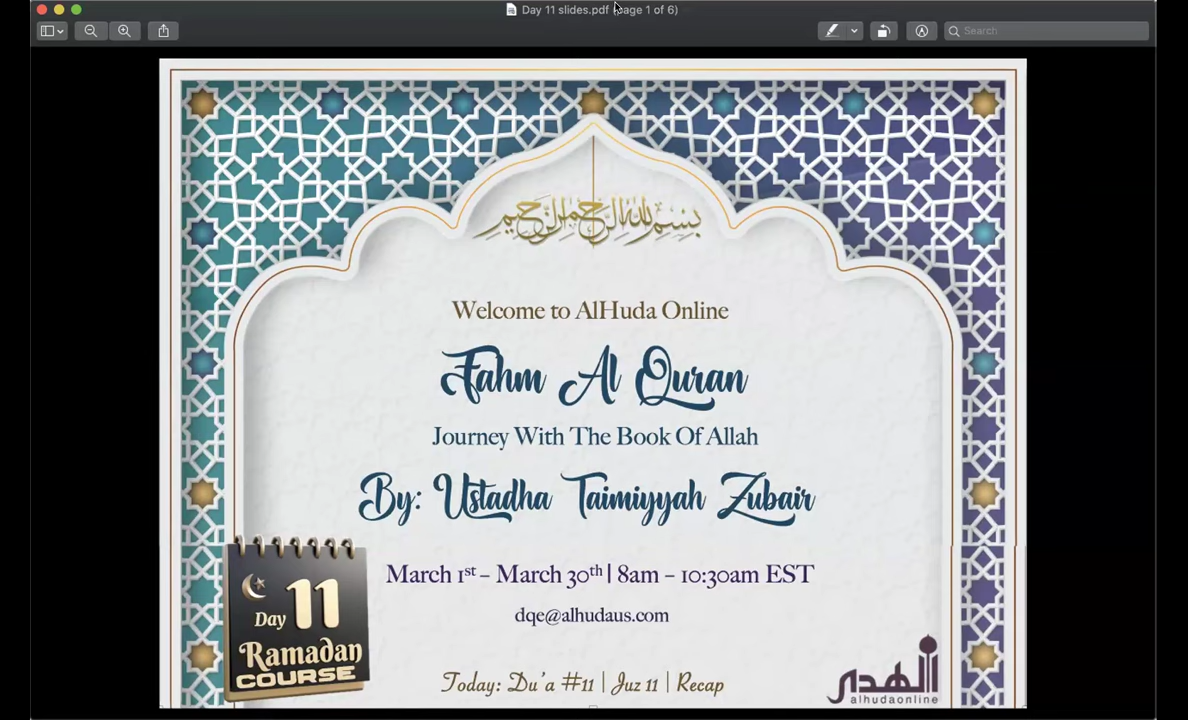 Day 11 slides.pdf (page 1 of 6)
Search
بسم الله الرحمن الرحيم
Welcome to AlHuda Online
Fahm Al Quran
Journey With The Book Of Allah
By: Ustadha Taimiyyah Zubair
March 1st – March 30th | 8am – 10:30am EST
dqe@alhudaus.com
Day 11
Ramadan
COURSE
Today: Du'a #11 | Juz 11 | Recap
الهدى
alhudaonline